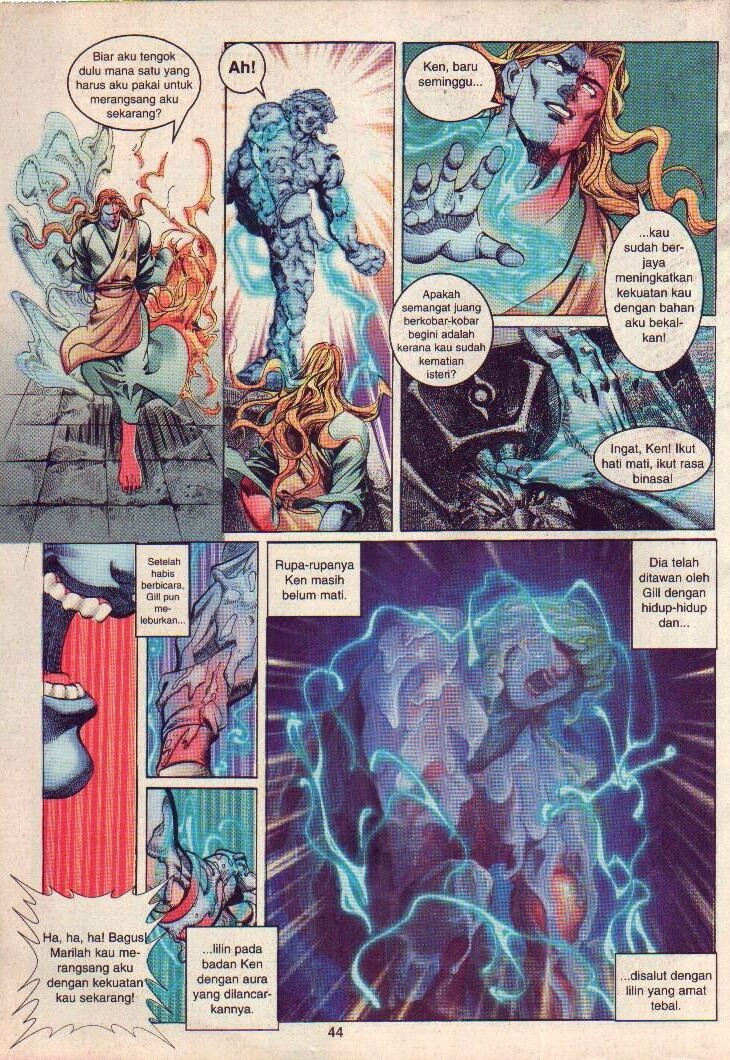 Biar aku tengok
dulu mana satu yang
harus aku pakai untuk
merangsang aku
sekarang?
Ah!
Ken, baru
seminggu...
...kau
sudah ber-
jaya
meningkatkan
kekuatan kau
dengan bahan
aku bekal-
kan!
Apakah
semangat juang
berkobar-kobar
begini adalah
kerana kau sudah
kematian
isteri?
Ingat, Ken! Ikut
hati mati, ikut rasa
binasa!
Ha, ha, ha! Bagus!
Marilah kau me-
rangsang aku
dengan kekuatan
kau sekarang!
Setelah
habis
berbicara,
Gill pun
me-
leburkan...
...lilin pada
badan Ken
dengan aura
yang dilancar-
kannya.
Rupa-rupanya
Ken masih
belum mati.
Dia telah
ditawan oleh
Gill dengan
hidup-hidup
dan...
...disalut dengan
lilin yang amat
tebal.
44